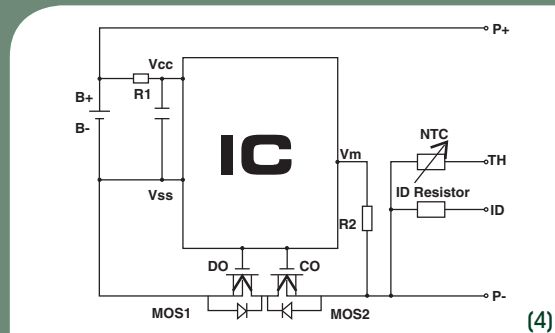 P+
Vcc
B+
R1
B-
IC
NTC
Vm
TH
ID Resistor
Vss
R2
ID
DO
CO
P-
MOS1
MOS2
(4)